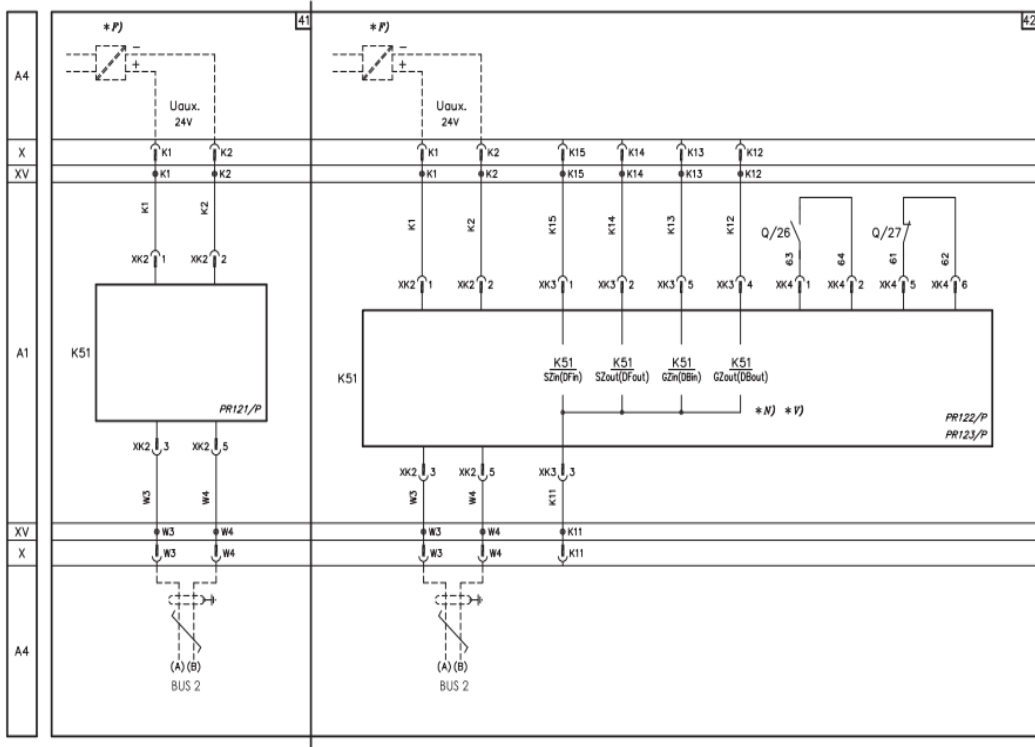 41
42
*F)
*F)
A4
− +
− +
Uaux.
24V
Uaux.
24V
X
K1 K2 K1 K2 K15 K14 K13 K12
XV
K1 K2 K1 K2 K15 K14 K13 K12
K1 K2 K1 K2 K15 K14 K13 K12
Q/26 63 64 Q/27 61 62
XK2 1 XK2 2 XK2 1 XK2 2 XK3 1 XK3 2 XK3 5 XK3 4 XK4 1 XK4 2 XK4 5 XK4 6
A1
K51
PR121/P
K51
K51 K51 K51 K51
SZin(DFin) SZout(DFout) GZin(DBin) GZout(DBout)
*N) *V)
PR122/P
PR123/P
XK2 3 XK2 5 XK2 3 XK2 5 XK3 3
W3 W4 W3 W4 K11
XV
W3 W4 W3 W4 K11
X
W3 W4 W3 W4 K11
A4
(A) (B)
BUS 2
(A) (B)
BUS 2